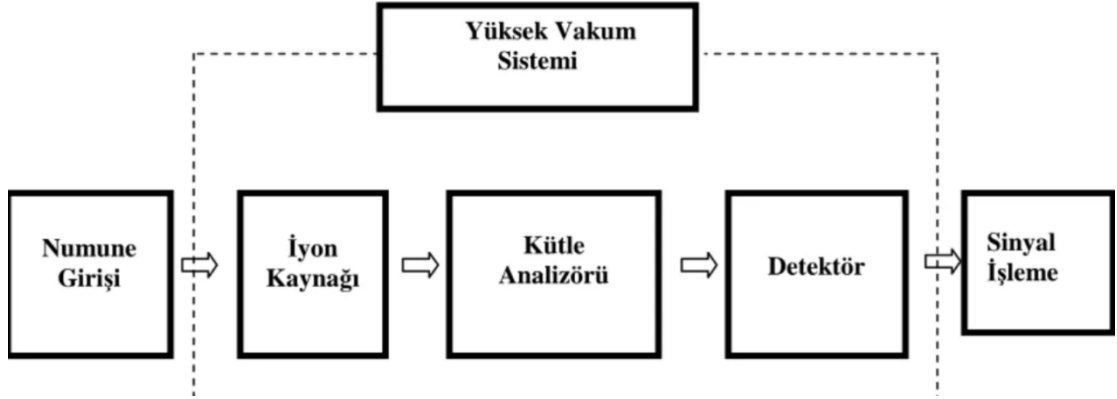 Yüksek Vakum
Sistemi
Numune
Girişi
İyon
Kaynağı
Kütle
Analizörü
Detektör
Sinyal
İşleme